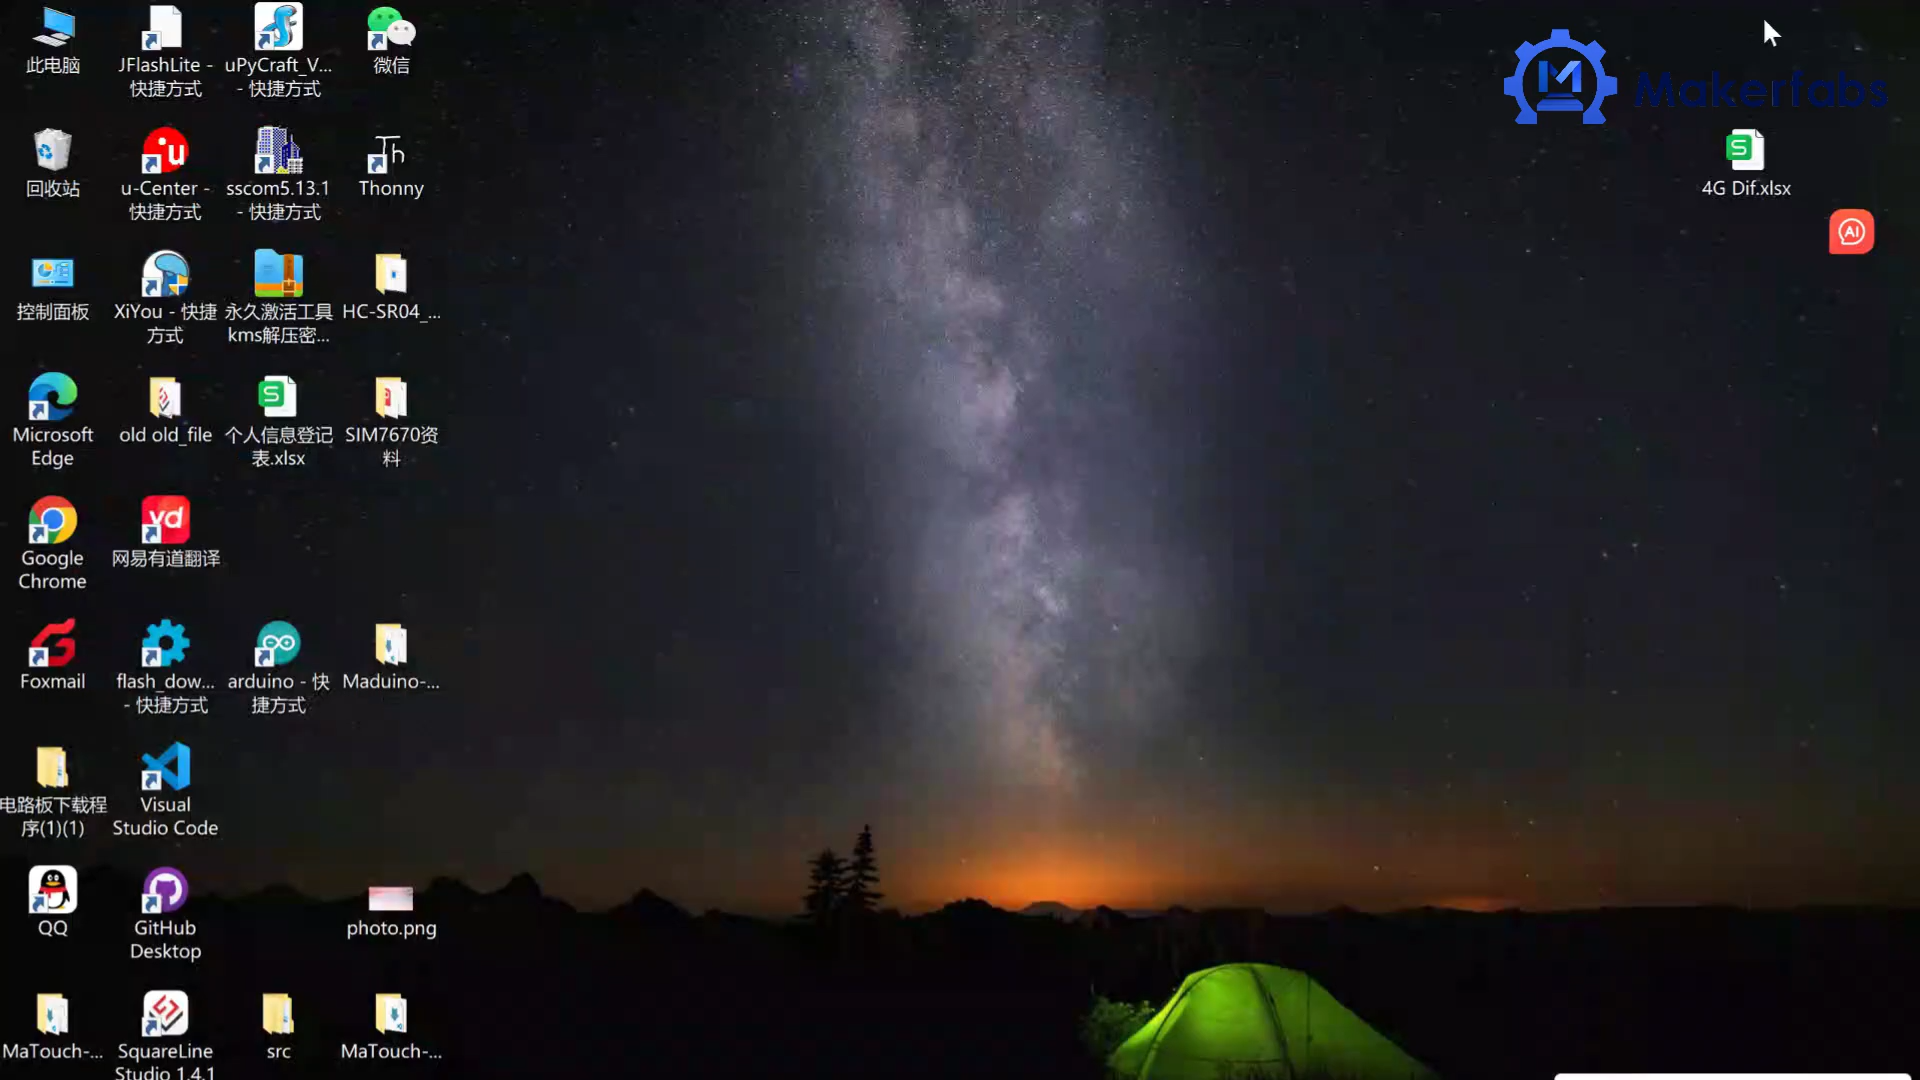 此电脑
JFlashLite -
快捷方式
uPyCraft_V...
- 快捷方式
微信
Makerfabs
回收站
u-Center -
快捷方式
sscom5.13.1
- 快捷方式
Th
Thonny
S
4G Dif.xlsx
AI
控制面板
XiYou - 快捷
方式
永久激活工具
kms解压密...
HC-SR04_...
Microsoft
Edge
old old_file
S
个人信息登记
表.xlsx
SIM7670资
料
Google
Chrome
yd
网易有道翻译
Foxmail
flash_dow...
- 快捷方式
arduino - 快
捷方式
Maduino-...
电路板下载程
序(1)(1)
Visual
Studio Code
QQ
GitHub
Desktop
photo.png
MaTouch-...
SquareLine
Studio 1.4.1
src
MaTouch-...